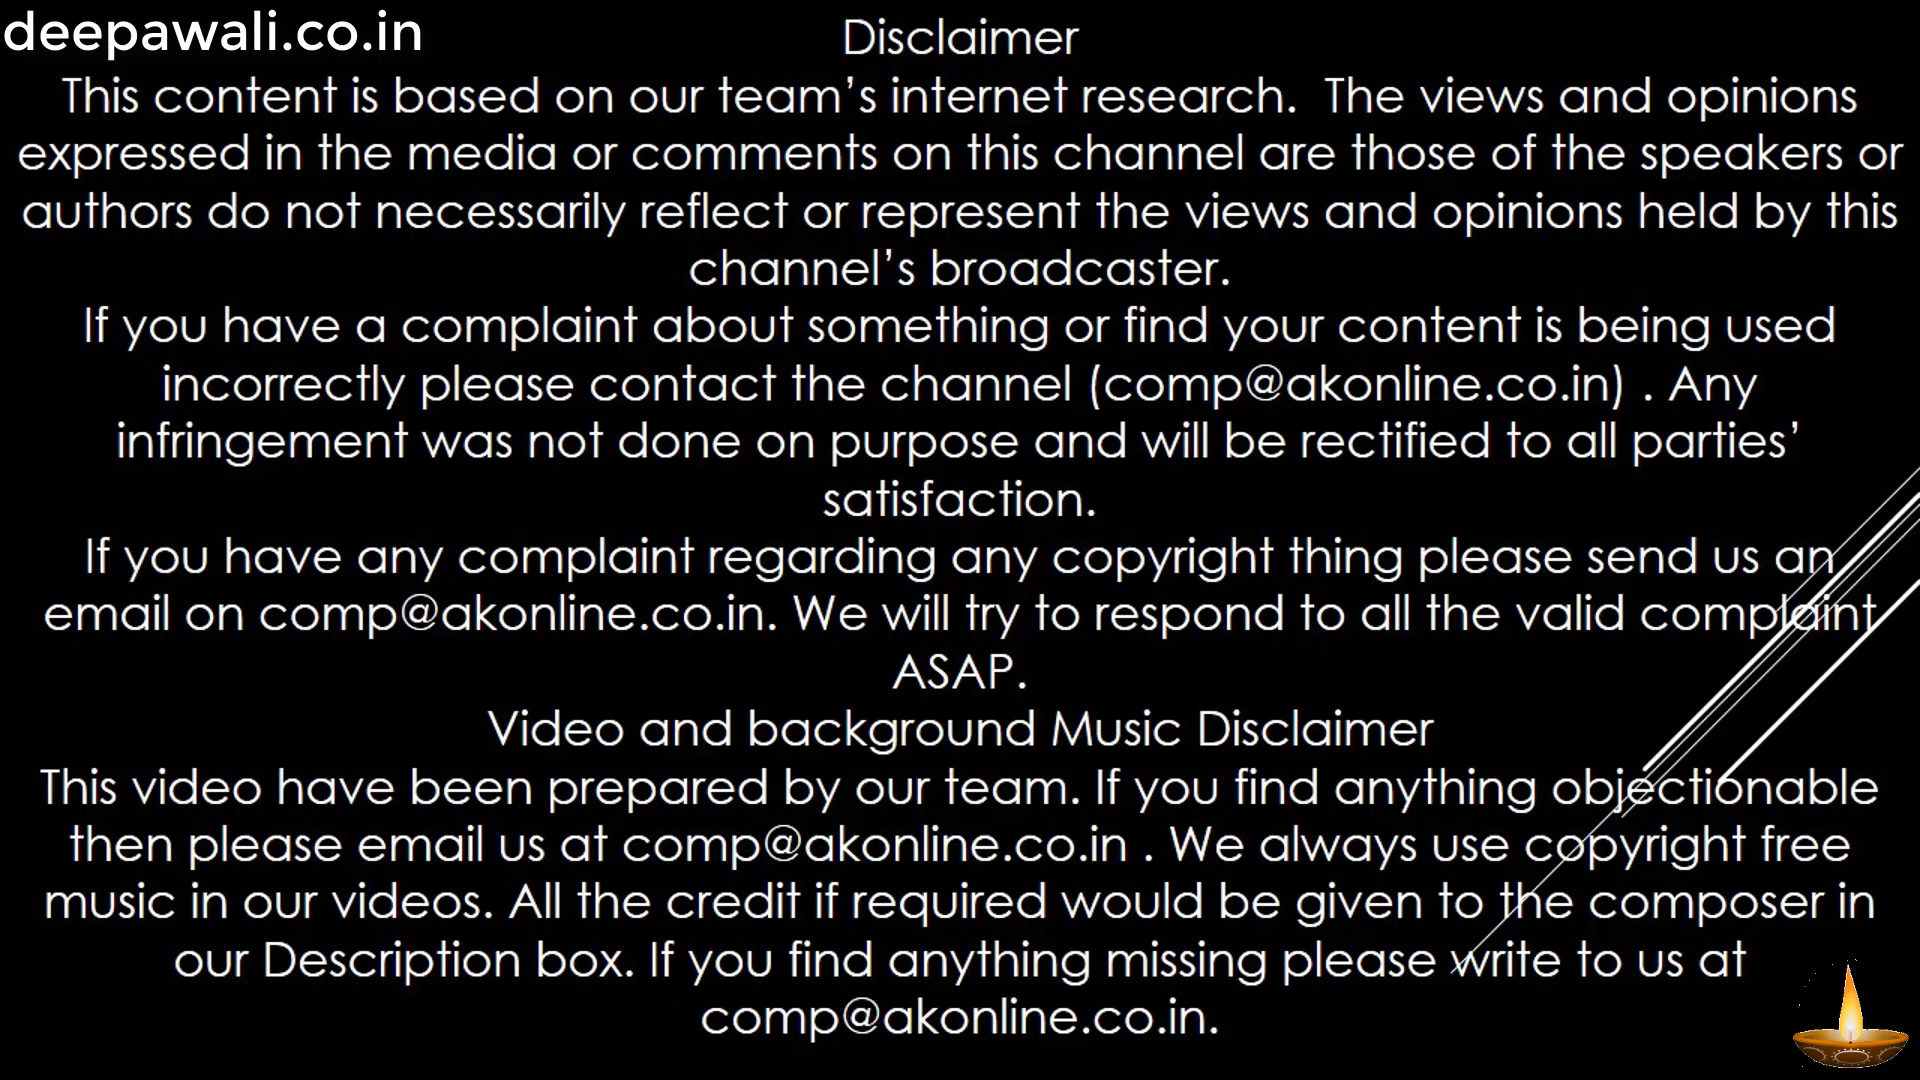 deepawali.co.in
Disclaimer
This content is based on our team’s internet research.  The views and opinions
expressed in the media or comments on this channel are those of the speakers or
authors do not necessarily reflect or represent the views and opinions held by this
channel’s broadcaster.
If you have a complaint about something or find your content is being used
incorrectly please contact the channel (comp@akonline.co.in) . Any
infringement was not done on purpose and will be rectified to all parties’
satisfaction.
If you have any complaint regarding any copyright thing please send us an
email on comp@akonline.co.in. We will try to respond to all the valid complaint
ASAP.
Video and background Music Disclaimer
This video have been prepared by our team. If you find anything objectionable
then please email us at comp@akonline.co.in . We always use copyright free
music in our videos. All the credit if required would be given to the composer in
our Description box. If you find anything missing please write to us at
comp@akonline.co.in.